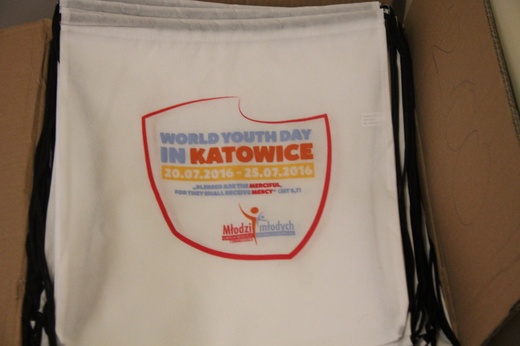 WORLD YOUTH DAY
IN KATOWICE
20.07.2016 - 25.07.2016
„BLESSED ARE THE MERCIFUL,
FOR THEY SHALL RECEIVE MERCY” (MT 5,7)
Młodzi młodych